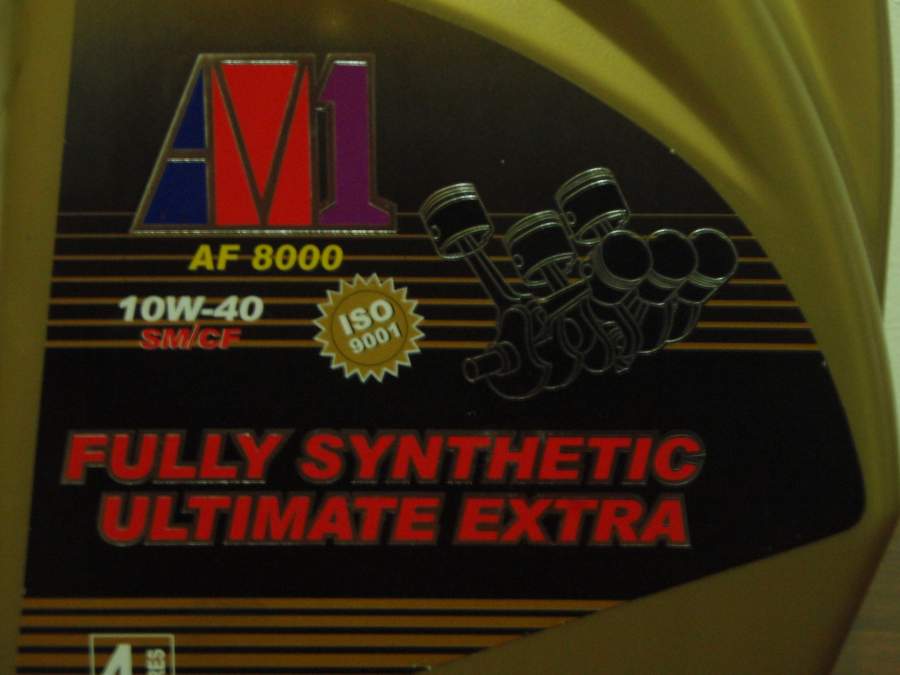 AM1
AF 8000
10W-40
SM/CF
ISO
9001
FULLY SYNTHETIC
ULTIMATE EXTRA
4